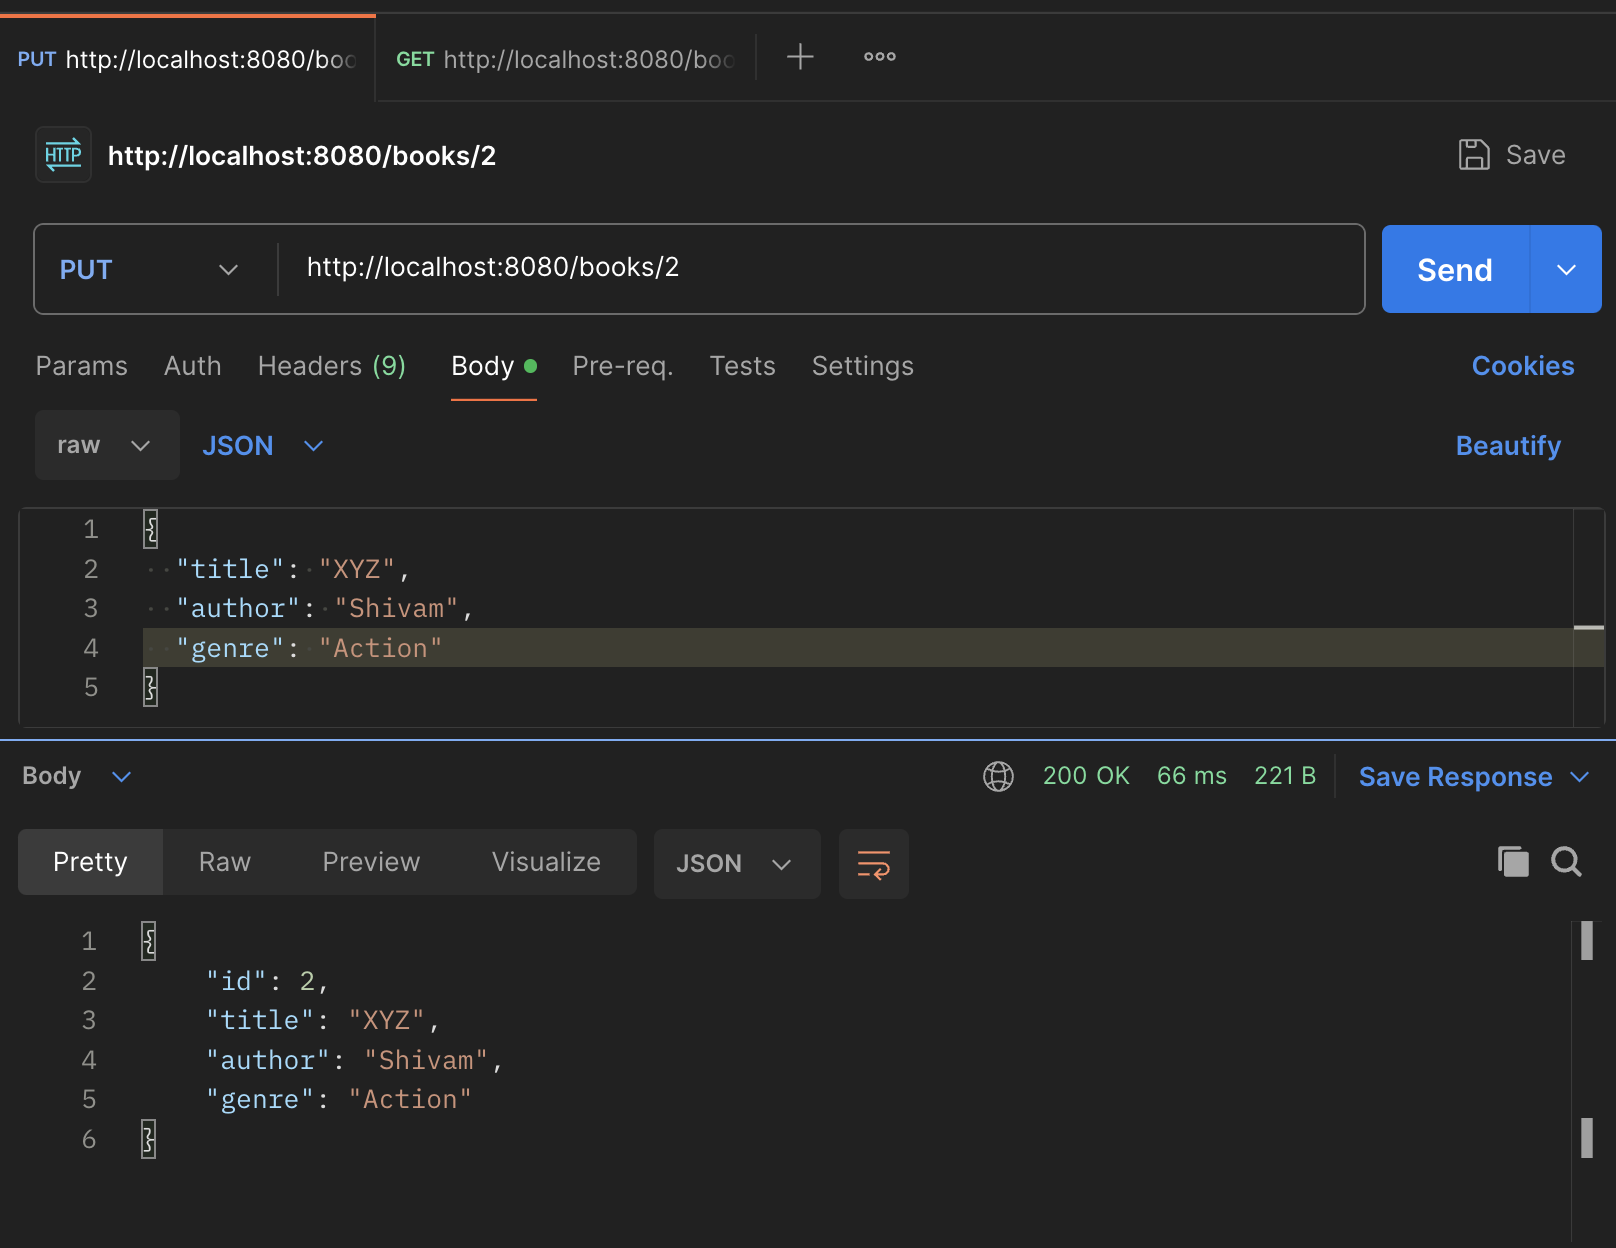 PUT http://localhost:8080/boo GET http://localhost:8080/boo
HTTP http://localhost:8080/books/2 Save
PUT http://localhost:8080/books/2 Send
Params Auth Headers (9) Body Pre-req. Tests Settings Cookies
raw JSON Beautify
1 {
2 "title": "XYZ",
3 "author": "Shivam",
4 "genre": "Action"
5 }
Body 200 OK 66 ms 221 B Save Response
Pretty Raw Preview Visualize JSON
1 {
2 "id": 2,
3 "title": "XYZ",
4 "author": "Shivam",
5 "genre": "Action"
6 }